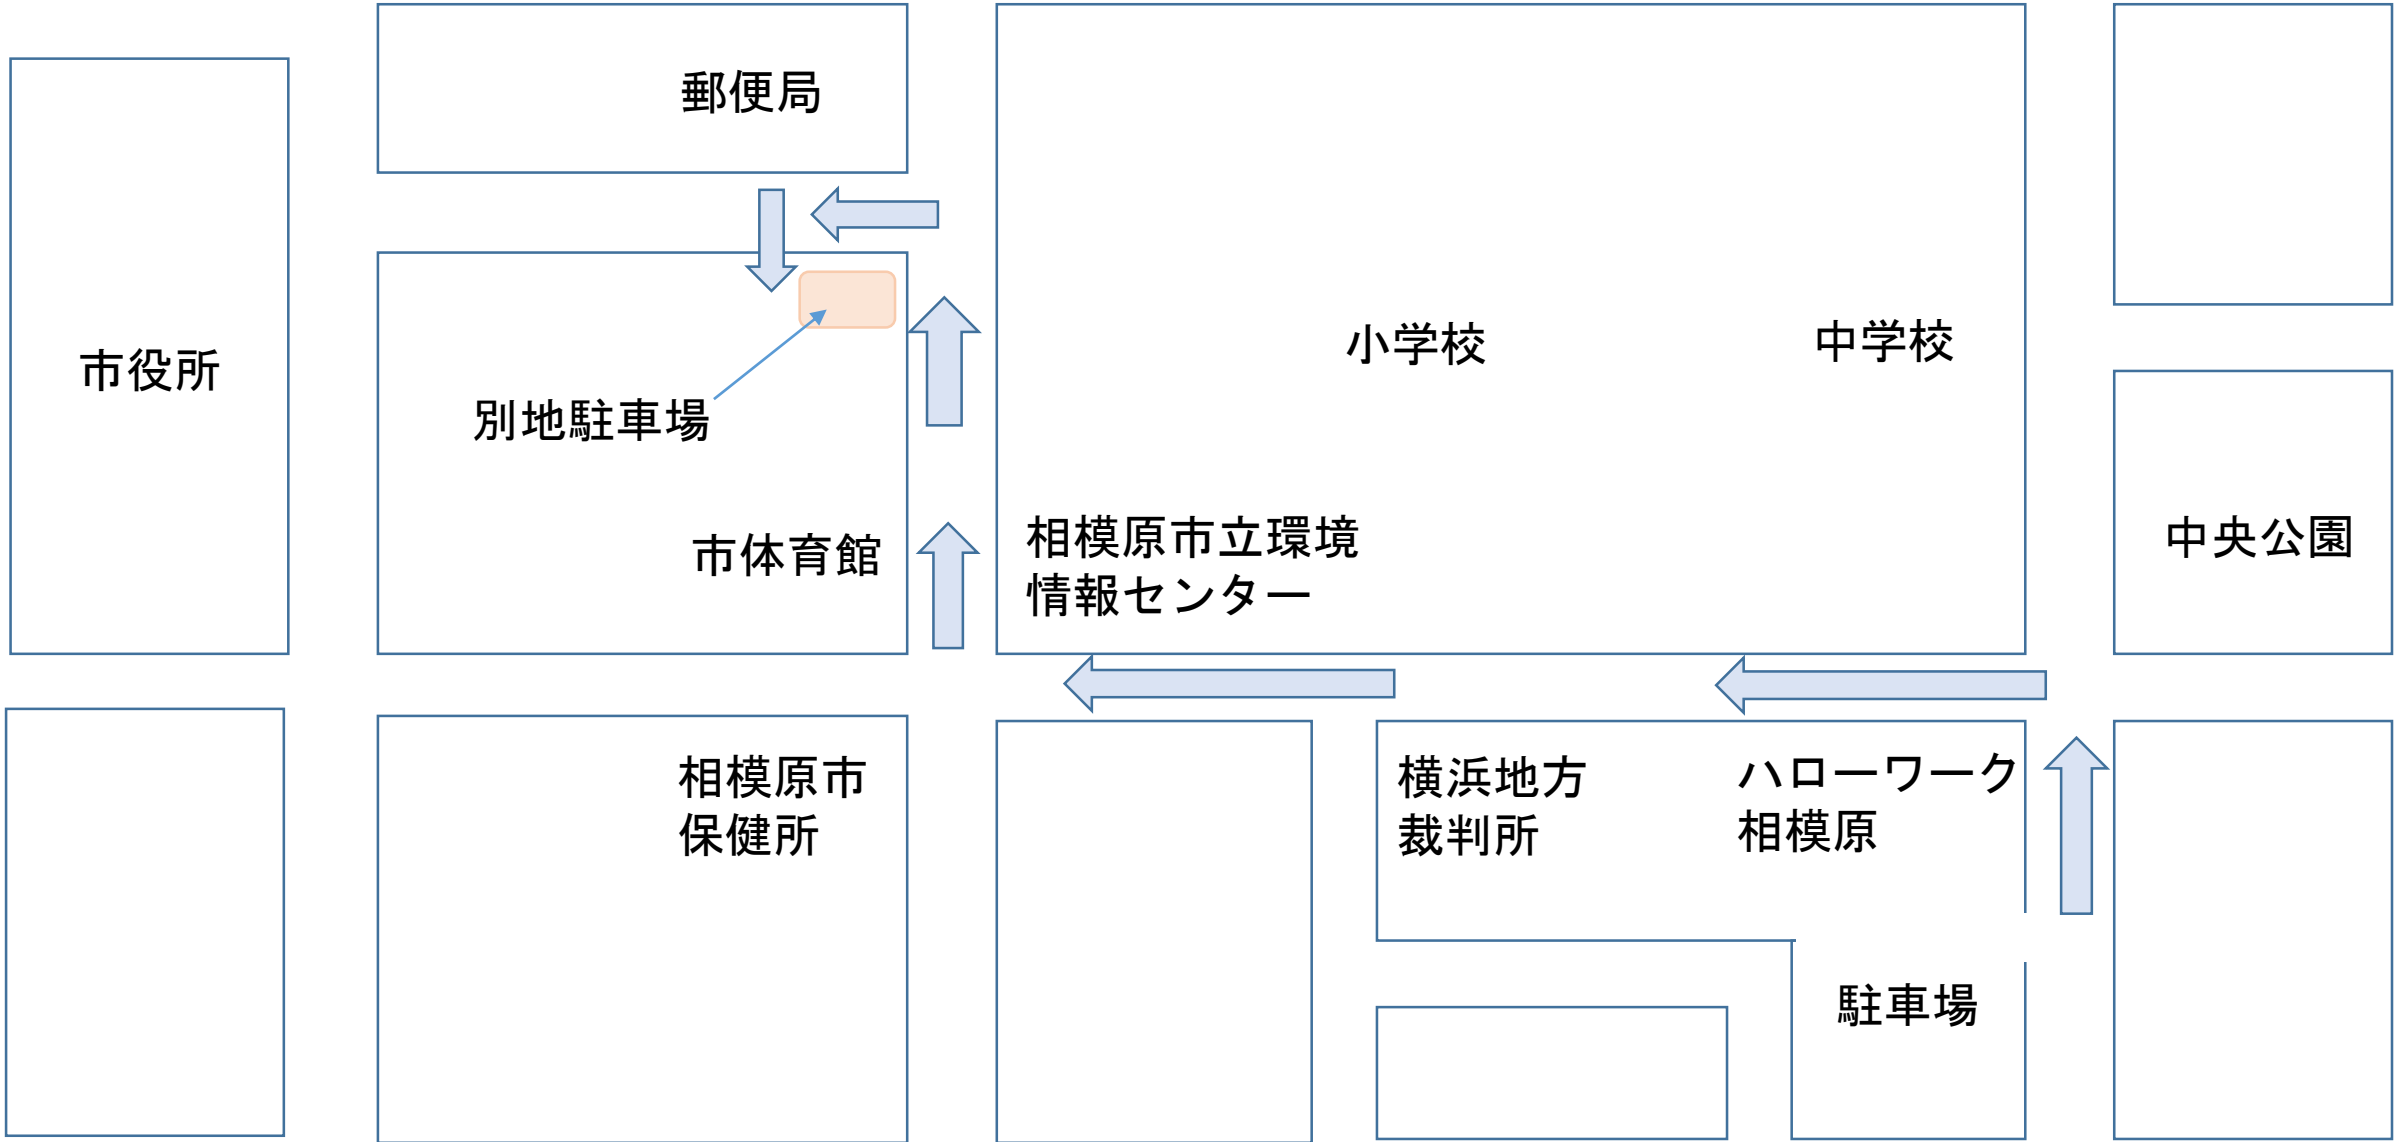 郵便局
市役所
別地駐車場
市体育館
小学校
中学校
相模原市立環境
情報センター
中央公園
相模原市
保健所
横浜地方
裁判所
ハローワーク
相模原
駐車場